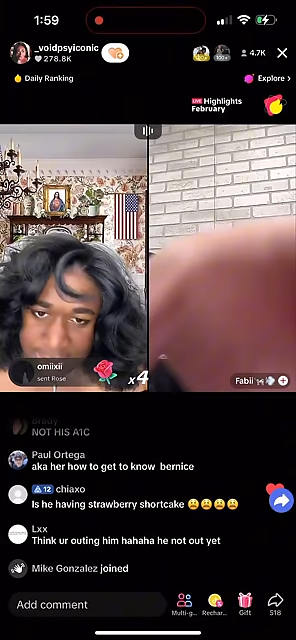 1:59
_voidpsyiconic
278.8K
4.7K
Daily Ranking
Explore >
LIVE Highlights
February
omiixii
sent Rose
x4
Fabii
NOT HIS A1C
Paul Ortega
aka her how to get to know bernice
12 chiaxo
Is he having strawberry shortcake 😩😩😩😩
Lxx
Think ur outing him hahaha he not out yet
Mike Gonzalez joined
Add comment
Multi-g...
Rechar...
Gift
518